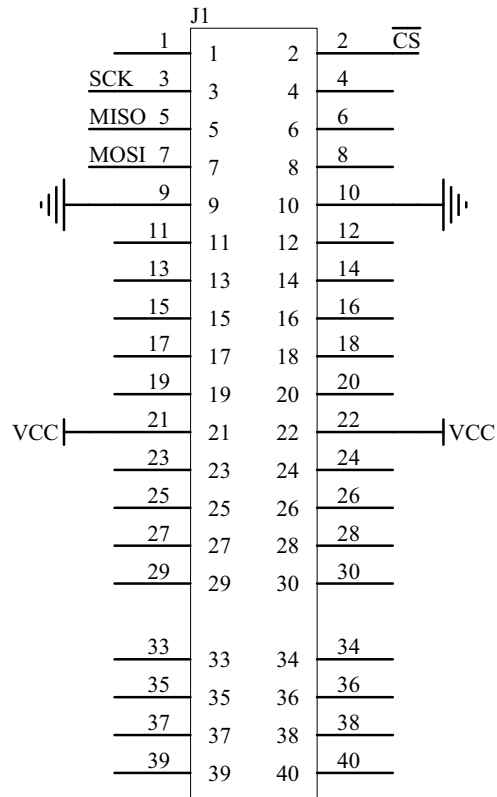 J1
1 1 2 2 C̅S̅
SCK 3 3 4 4
MISO 5 5 6 6
MOSI 7 7 8 8
9 9 10 10
11 11 12 12
13 13 14 14
15 15 16 16
17 17 18 18
19 19 20 20
VCC 21 21 22 22 VCC
23 23 24 24
25 25 26 26
27 27 28 28
29 29 30 30
33 33 34 34
35 35 36 36
37 37 38 38
39 39 40 40